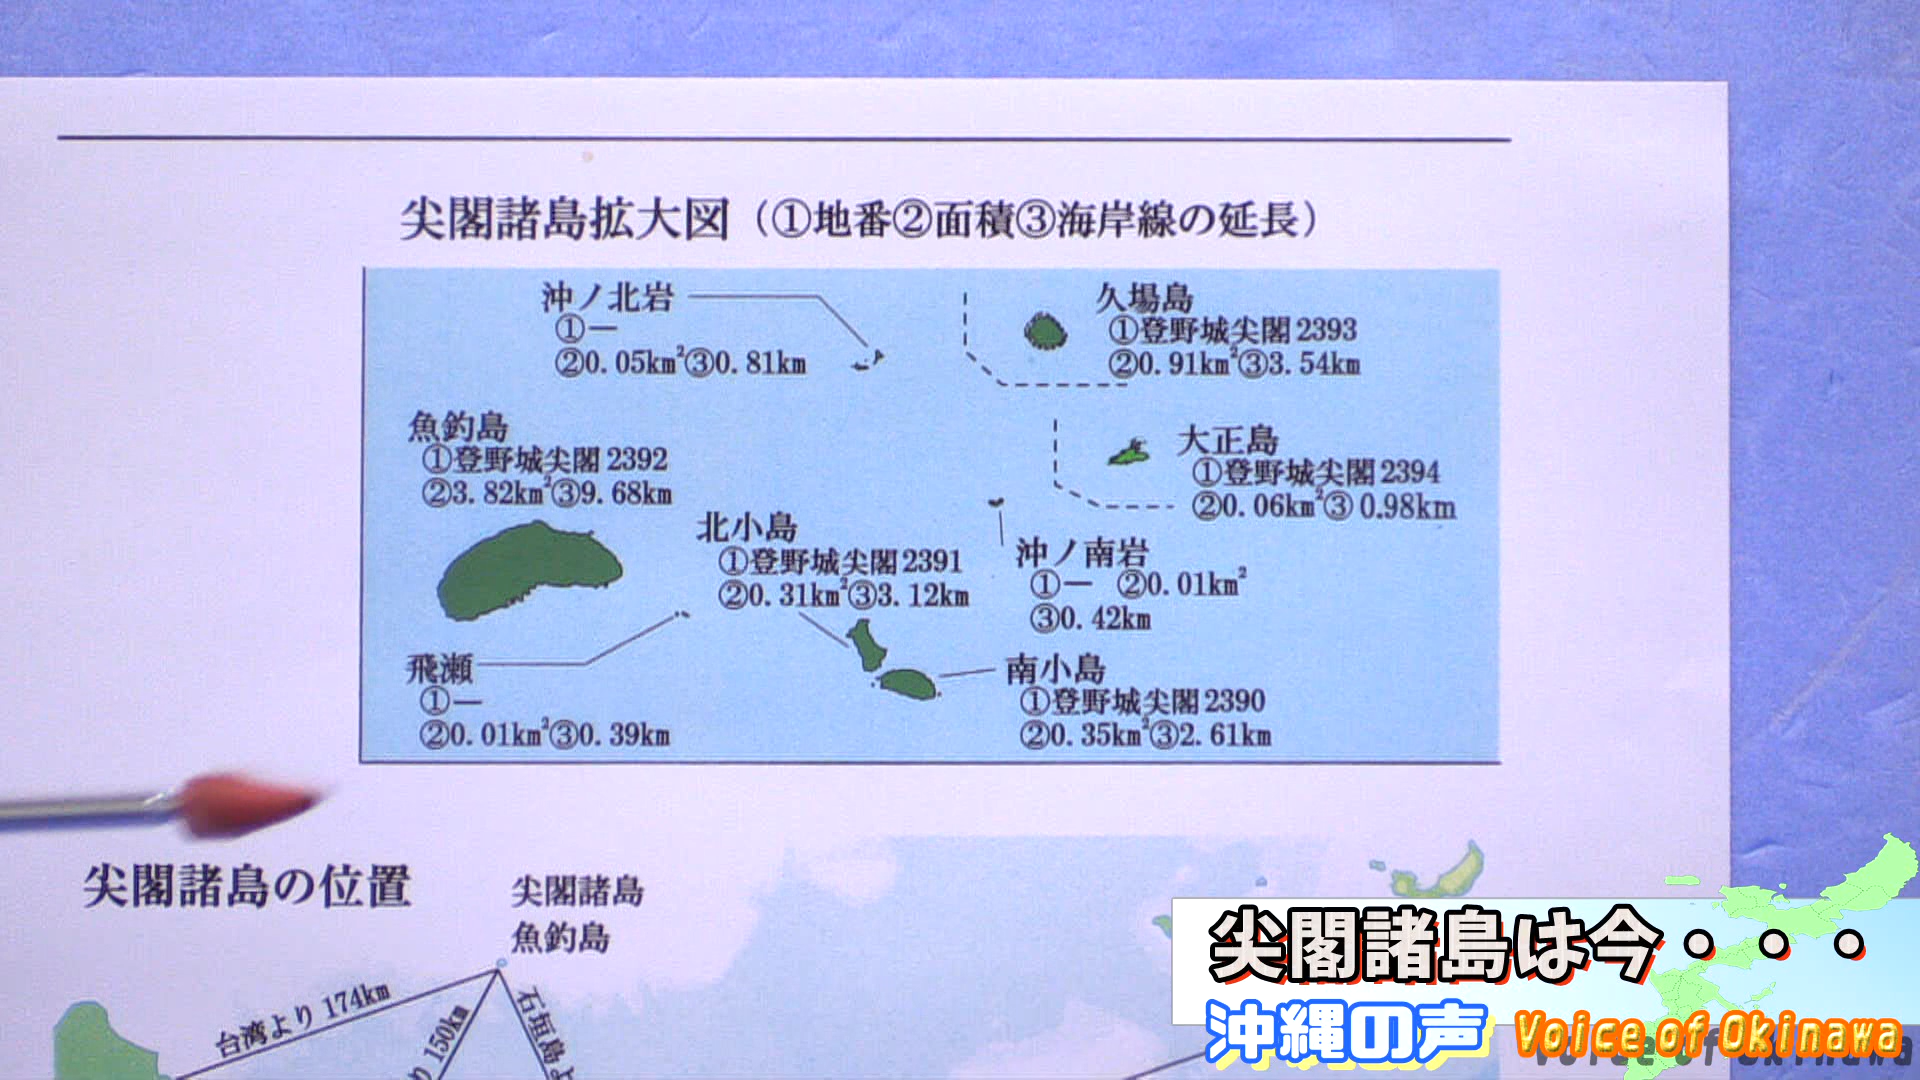 尖閣諸島拡大図（①地番②面積③海岸線の延長）
沖ノ北岩
①―
②0.05km²③0.81km
久場島
①登野城尖閣2393
②0.91km²③3.54km
魚釣島
①登野城尖閣2392
②3.82km²③9.68km
大正島
①登野城尖閣2394
②0.06km²③0.98km
北小島
①登野城尖閣2391
②0.31km²③3.12km
沖ノ南岩
①― ②0.01km²
③0.42km
飛瀬
①―
②0.01km²③0.39km
南小島
①登野城尖閣2390
②0.35km²③2.61km
尖閣諸島の位置
尖閣諸島
魚釣島
台湾より 174km
り 150km
石垣島よ
尖閣諸島は今・・・
沖縄の声 Voice of Okinawa